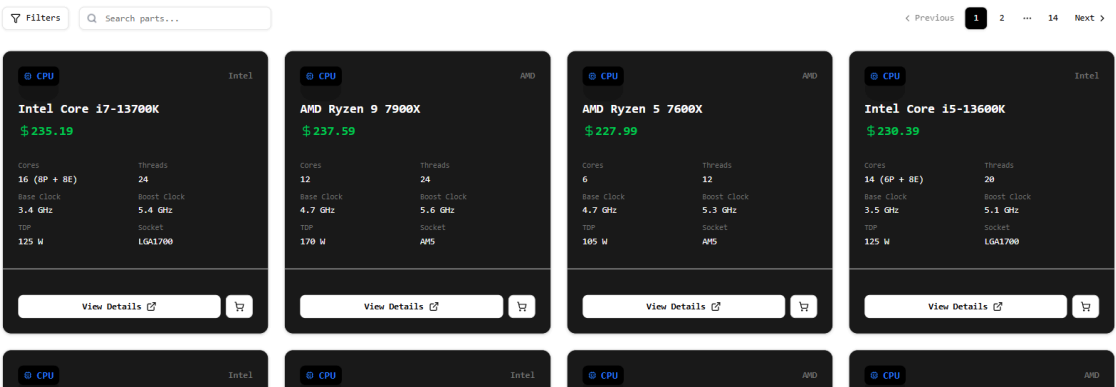 Filters Search parts... Previous 1 2 ... 14 Next
CPU Intel
Intel Core i7-13700K
$235.19
Cores Threads
16 (8P + 8E) 24
Base Clock Boost Clock
3.4 GHz 5.4 GHz
TDP Socket
125 W LGA1700
View Details
CPU AMD
AMD Ryzen 9 7900X
$237.59
Cores Threads
12 24
Base Clock Boost Clock
4.7 GHz 5.6 GHz
TDP Socket
170 W AM5
View Details
CPU AMD
AMD Ryzen 5 7600X
$227.99
Cores Threads
6 12
Base Clock Boost Clock
4.7 GHz 5.3 GHz
TDP Socket
105 W AM5
View Details
CPU Intel
Intel Core i5-13600K
$230.39
Cores Threads
14 (6P + 8E) 20
Base Clock Boost Clock
3.5 GHz 5.1 GHz
TDP Socket
125 W LGA1700
View Details
CPU Intel
CPU Intel
CPU AMD
CPU AMD